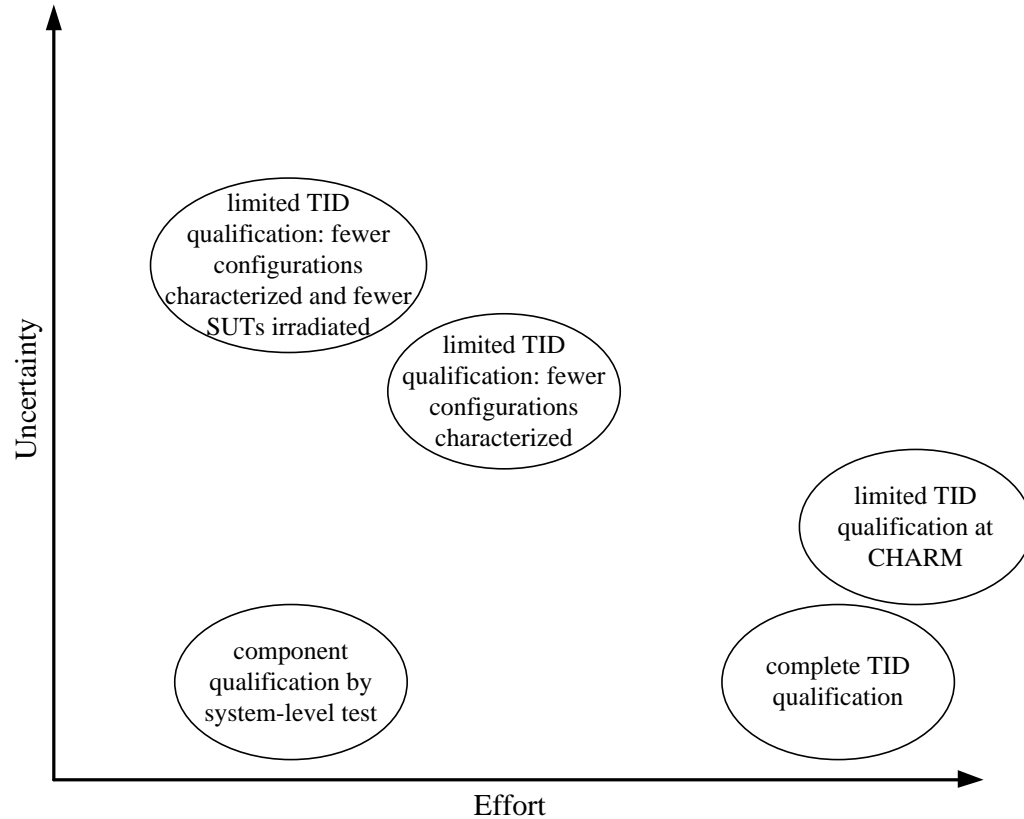 limited TID
qualification: fewer
configurations
characterized and fewer
SUTs irradiated
limited TID
qualification: fewer
configurations
characterized
Uncertainty
limited TID
qualification at
CHARM
component
qualification by
system-level test
complete TID
qualification
Effort